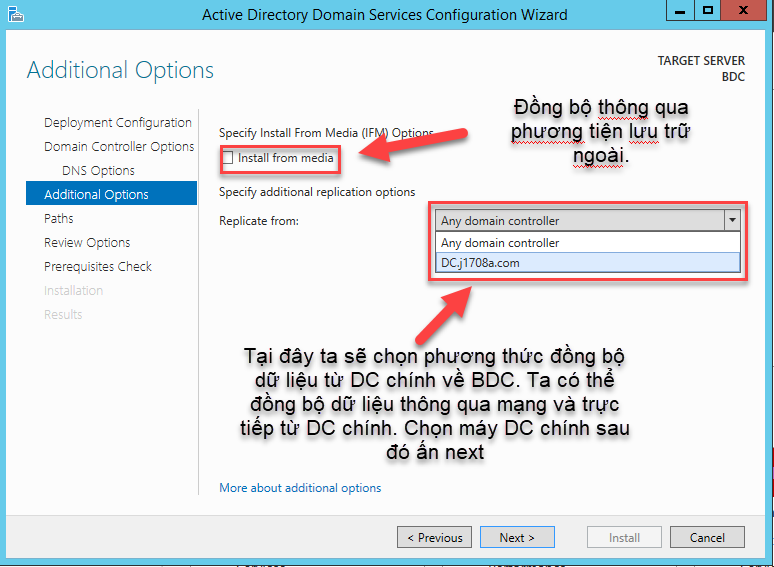 Active Directory Domain Services Configuration Wizard
Additional Options
TARGET SERVER
BDC
Deployment Configuration
Domain Controller Options
DNS Options
Additional Options
Paths
Review Options
Prerequisites Check
Installation
Results
Specify Install From Media (IFM) Options
Install from media
Đồng bộ thông qua
phương tiện lưu trữ
ngoài.
Specify additional replication options
Replicate from:
Any domain controller
Any domain controller
DC.j1708a.com
Tại đây ta sẽ chọn phương thức đồng bộ
dữ liệu từ DC chính về BDC. Ta có thể
đồng bộ dữ liệu thông qua mạng và trực
tiếp từ DC chính. Chọn máy DC chính sau
đó ấn next
More about additional options
< Previous
Next >
Install
Cancel